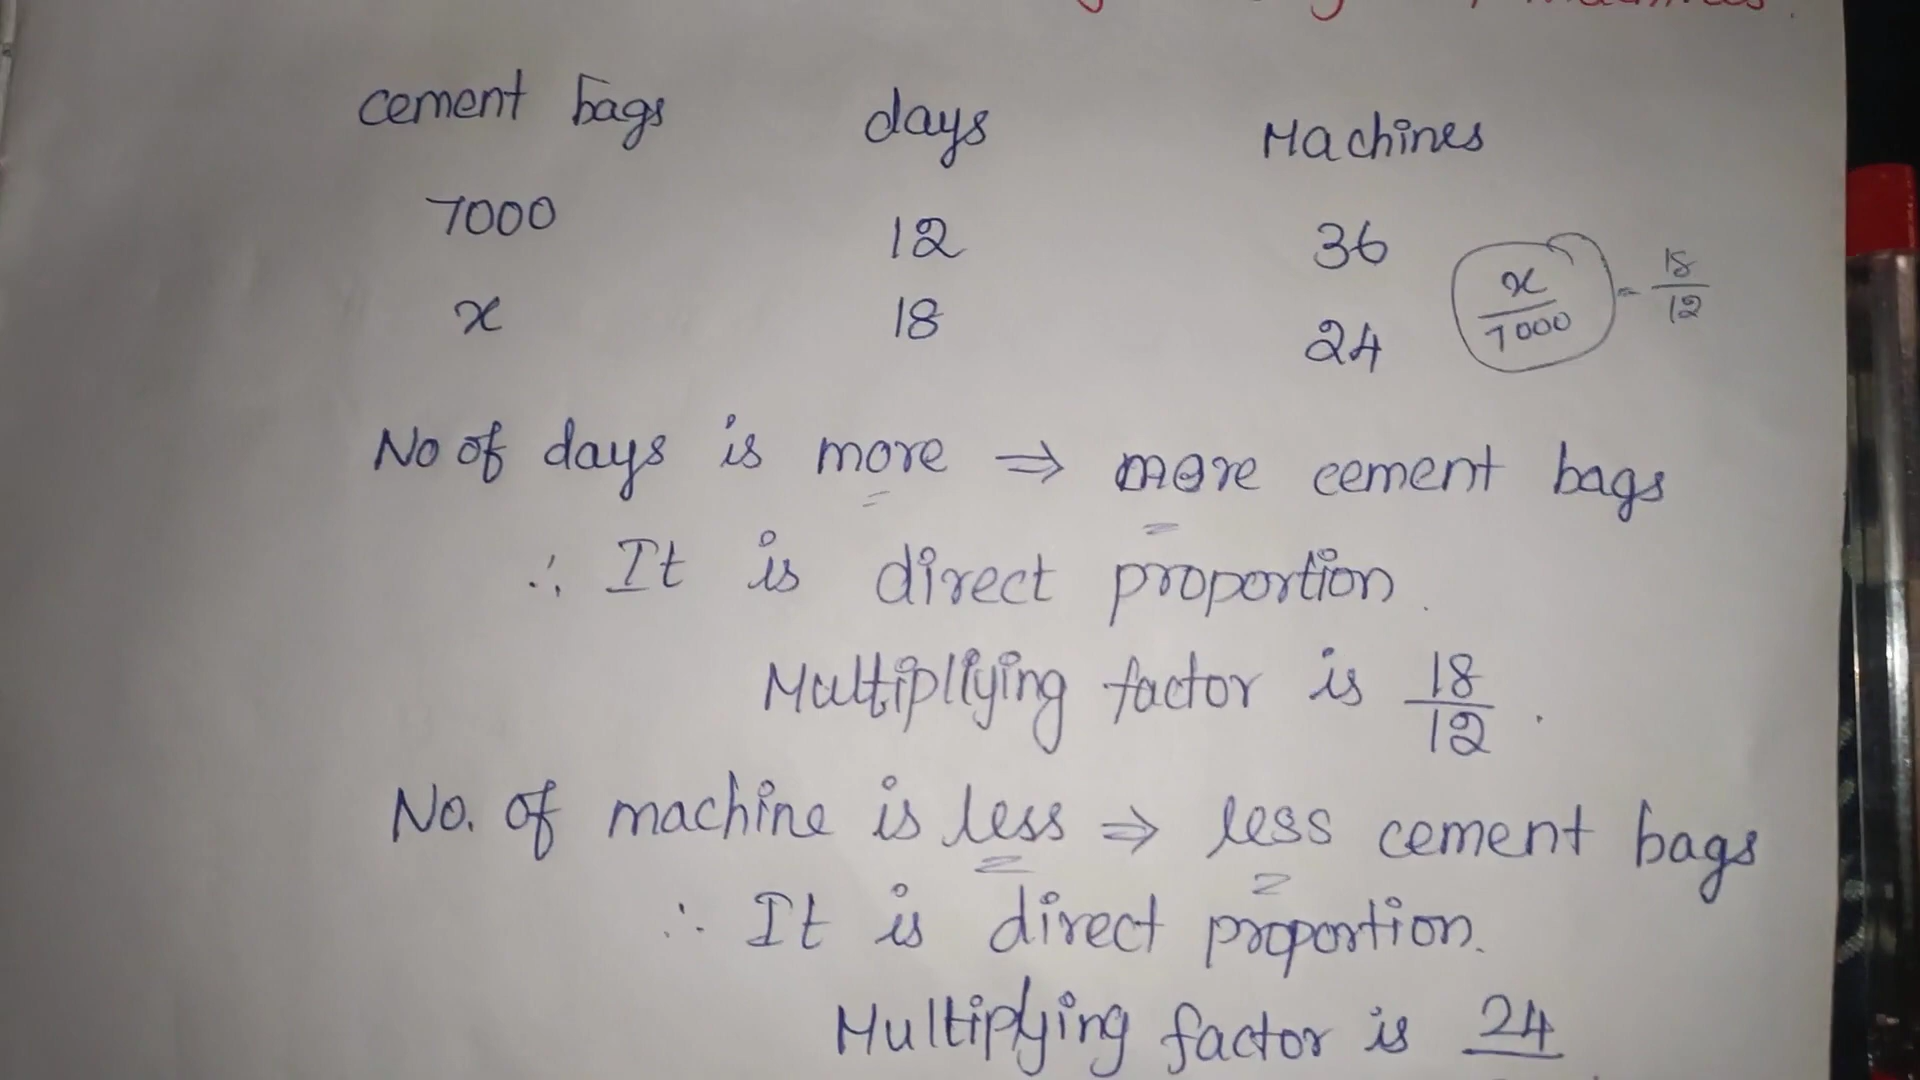 machines.
cement bags days Machines
7000 12 36
x 18 24
x/7000 = 18/12
No of days is more ⇒ more cement bags
∴ It is direct proportion.
Multipllying factor is 18/12.
No. of machine is less ⇒ less cement bags
∴ It is direct proportion.
Multiplying factor is 24